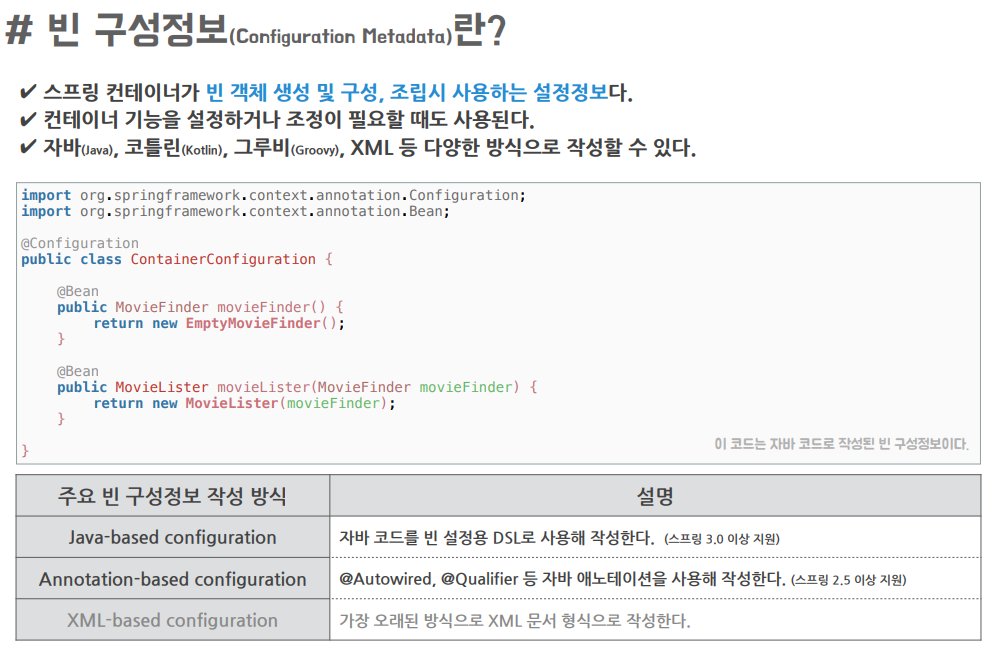 # 빈 구성정보(Configuration Metadata)란?
✔ 스프링 컨테이너가 빈 객체 생성 및 구성, 조립시 사용하는 설정정보다.
✔ 컨테이너 기능을 설정하거나 조정이 필요할 때도 사용된다.
✔ 자바(Java), 코틀린(Kotlin), 그루비(Groovy), XML 등 다양한 방식으로 작성할 수 있다.
import org.springframework.context.annotation.Configuration;
import org.springframework.context.annotation.Bean;
@Configuration
public class ContainerConfiguration {
@Bean
public MovieFinder movieFinder() {
return new EmptyMovieFinder();
}
@Bean
public MovieLister movieLister(MovieFinder movieFinder) {
return new MovieLister(movieFinder);
}
}
이 코드는 자바 코드로 작성된 빈 구성정보이다.
주요 빈 구성정보 작성 방식 설명
Java-based configuration 자바 코드를 빈 설정용 DSL로 사용해 작성한다. (스프링 3.0 이상 지원)
Annotation-based configuration @Autowired, @Qualifier 등 자바 애노테이션을 사용해 작성한다. (스프링 2.5 이상 지원)
XML-based configuration 가장 오래된 방식으로 XML 문서 형식으로 작성한다.